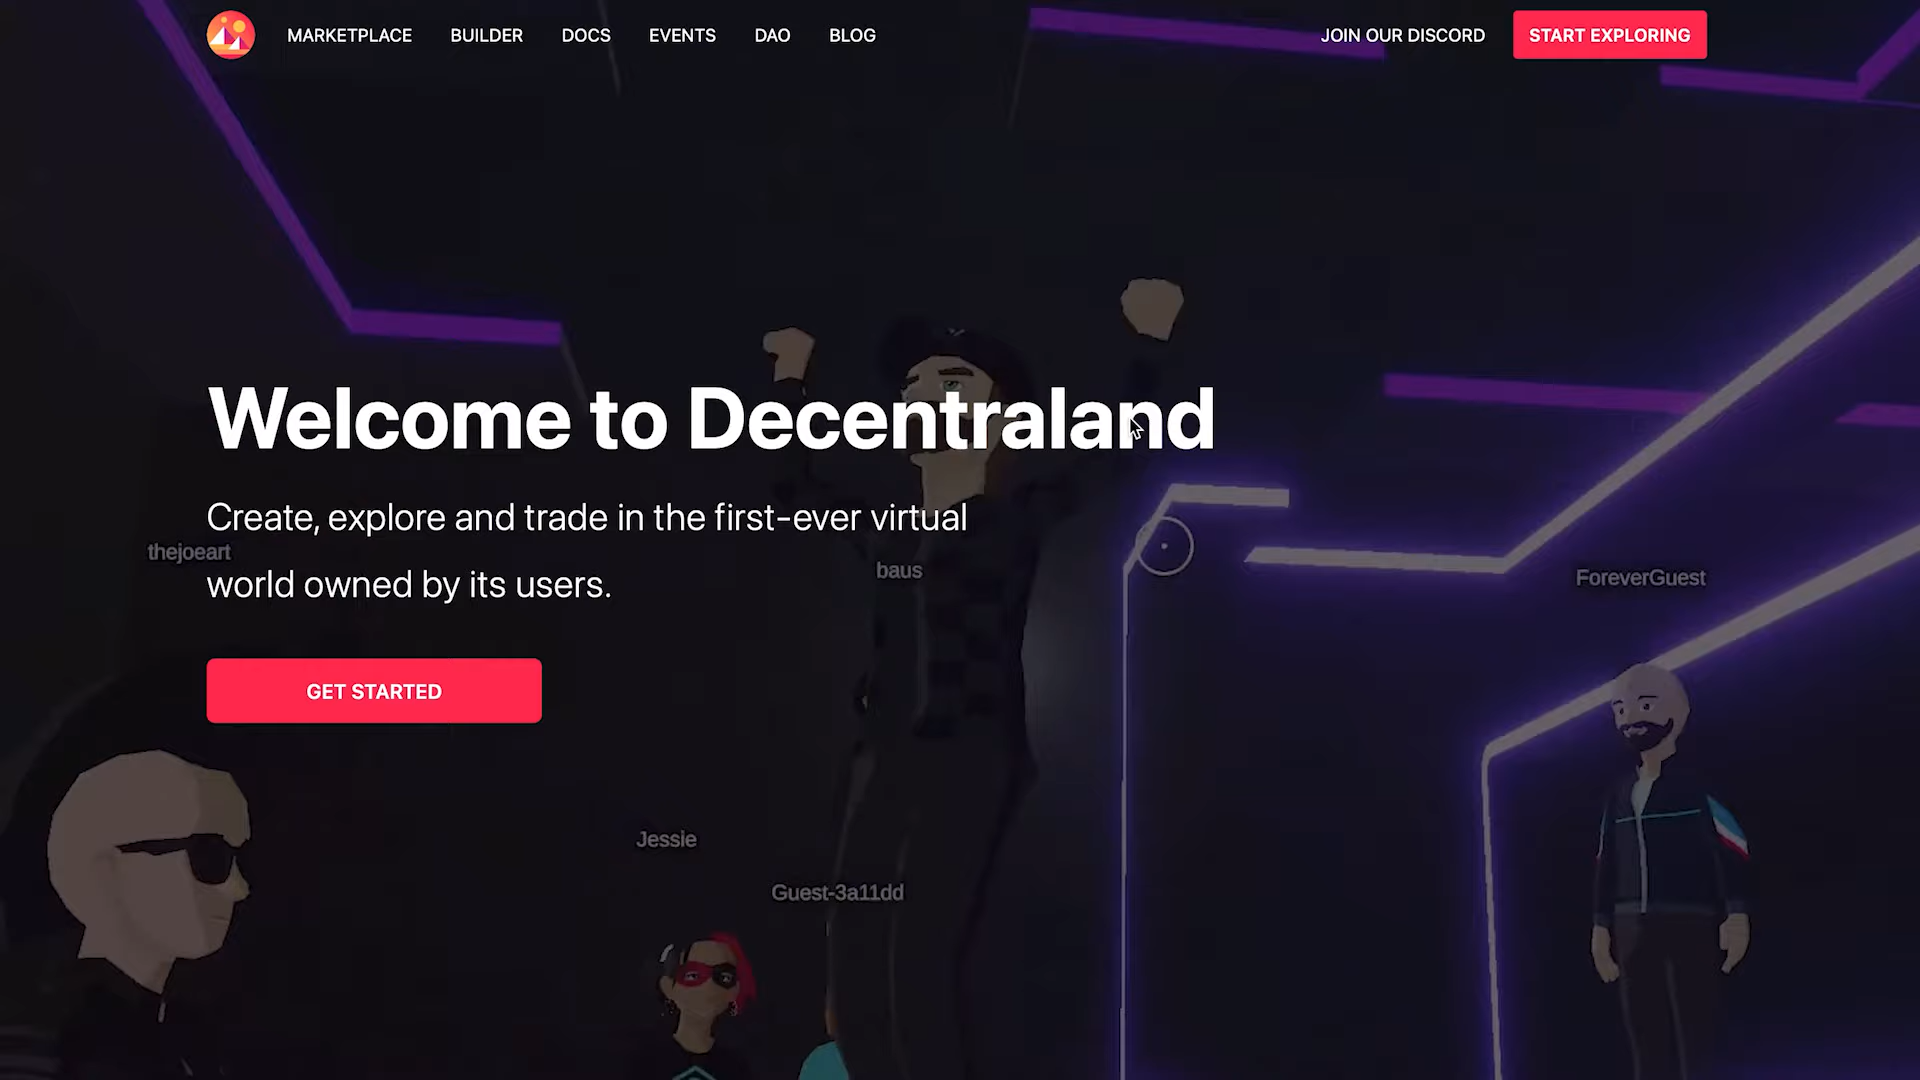 MARKETPLACE BUILDER DOCS EVENTS DAO BLOG JOIN OUR DISCORD START EXPLORING
Welcome to Decentraland
Create, explore and trade in the first-ever virtual
world owned by its users.
thejoeart
baus
ForeverGuest
GET STARTED
Jessie
Guest-3a11dd